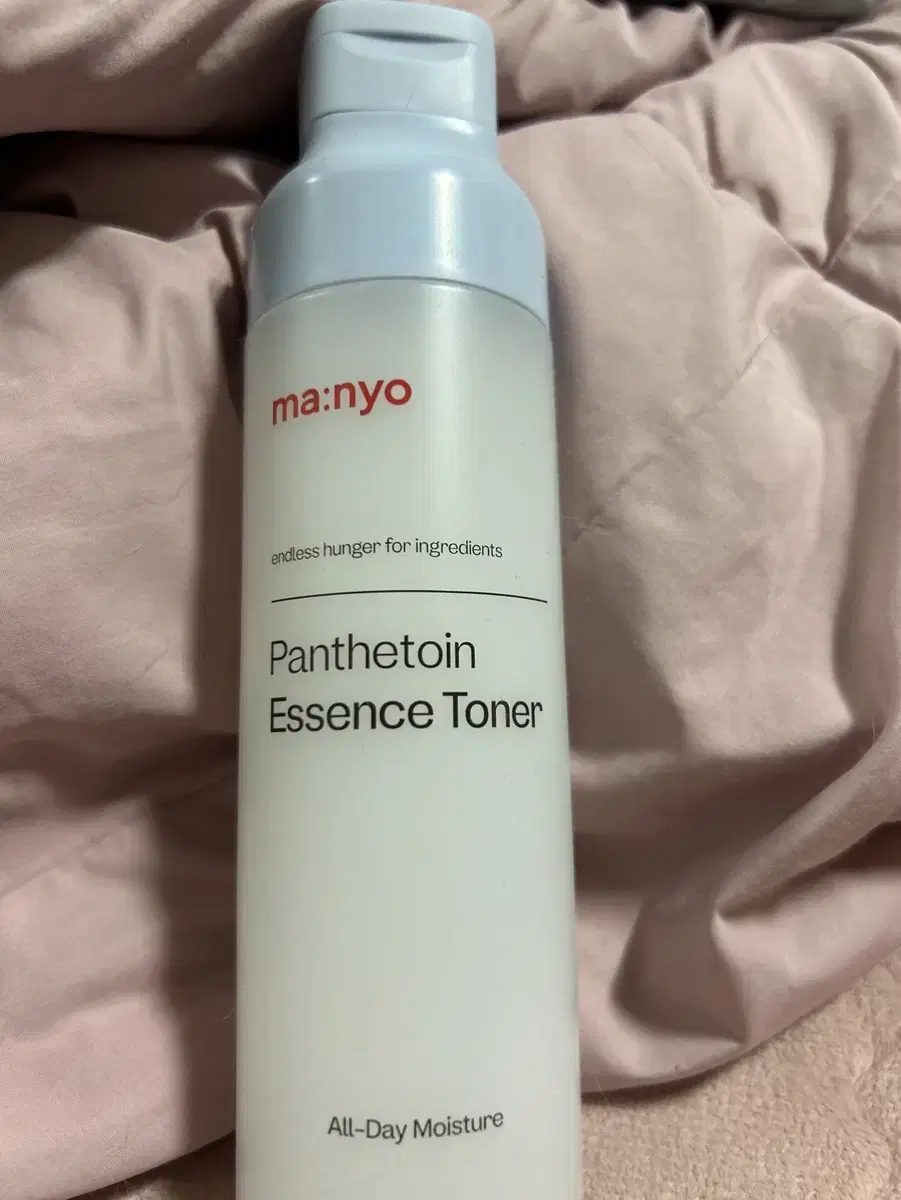 ma:nyo
endless hunger for ingredients
Panthetoin
Essence Toner
All-Day Moisture